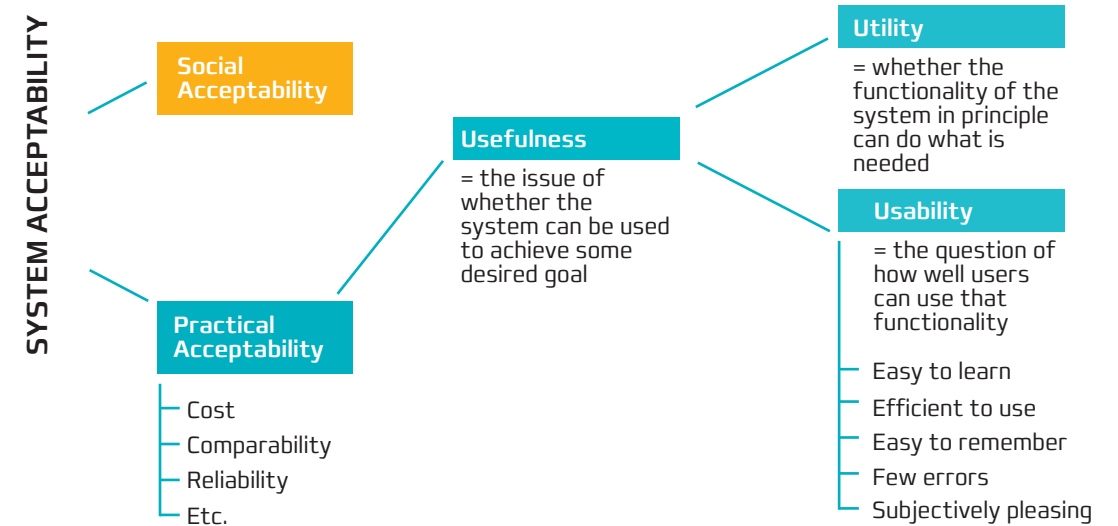 SYSTEM ACCEPTABILITY
Social
Acceptability
Practical
Acceptability
Cost
Comparability
Reliability
Etc.
Usefulness
= the issue of
whether the
system can be used
to achieve some
desired goal
Utility
= whether the
functionality of the
system in principle
can do what is
needed
Usability
= the question of
how well users
can use that
functionality
Easy to learn
Efficient to use
Easy to remember
Few errors
Subjectively pleasing